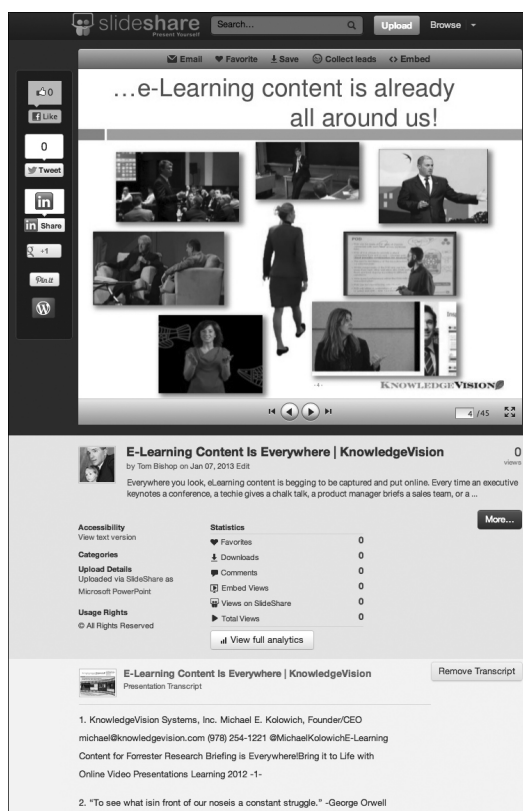 slideshare
Present Yourself
Search...
Upload
Browse
Email Favorite Save Collect leads Embed
0
Like
0
Tweet
in
in Share
+1
Pin it
…e-Learning content is already
all around us!
-4-
KNOWLEDGEVISION
4 /45
E-Learning Content Is Everywhere | KnowledgeVision
by Tom Bishop on Jan 07, 2013 Edit
0
views
Everywhere you look, eLearning content is begging to be captured and put online. Every time an executive
keynotes a conference, a techie gives a chalk talk, a product manager briefs a sales team, or a ...
More...
Accessibility
View text version
Categories
Upload Details
Uploaded via SlideShare as
Microsoft PowerPoint
Usage Rights
© All Rights Reserved
Statistics
Favorites 0
Downloads 0
Comments 0
Embed Views 0
Views on SlideShare 0
Total Views 0
View full analytics
E-Learning Content Is Everywhere | KnowledgeVision
Presentation Transcript
Remove Transcript
1. KnowledgeVision Systems, Inc. Michael E. Kolowich, Founder/CEO
michael@knowledgevision.com (978) 254-1221 @MichaelKolowichE-Learning
Content for Forrester Research Briefing is Everywhere!Bring it to Life with
Online Video Presentations Learning 2012 -1-
2. “To see what isin front of our noseis a constant struggle.” -George Orwell